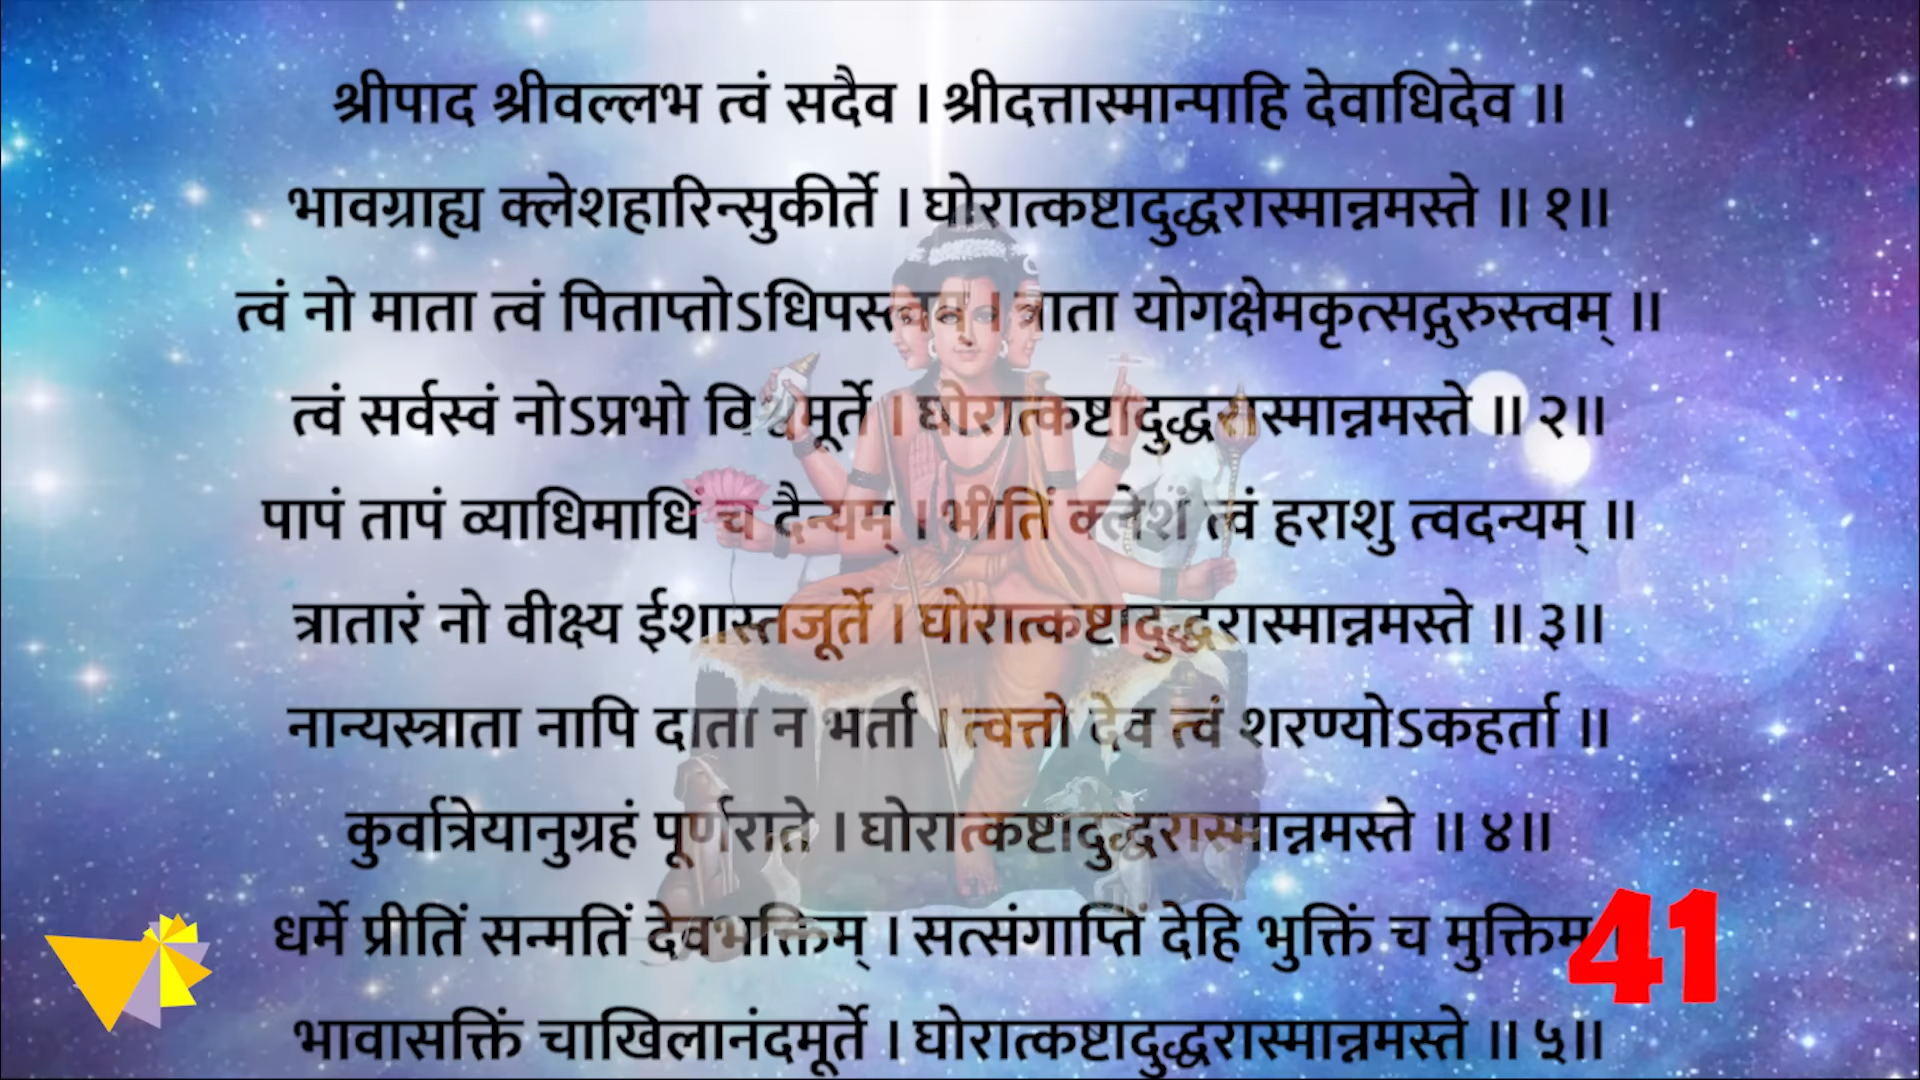 श्रीपाद श्रीवल्लभ त्वं सदैव । श्रीदत्तास्मान्पाहि देवाधिदेव ॥
भावग्राह्य क्लेशहारिन्सुकीर्ते । घोरात्कष्टादुद्धरास्मान्नमस्ते ॥ १॥
त्वं नो माता त्वं पिताप्तोऽधिपस्त्वं । त्राता योगक्षेमकृत्सद्गुरुस्त्वम् ॥
त्वं सर्वस्वं नोऽप्रभो विश्वमूर्ते । घोरात्कष्टादुद्धरास्मान्नमस्ते ॥ २॥
पापं तापं व्याधिमाधिं च दैन्यम् । भीतिं क्लेशं त्वं हराशु त्वदन्यम् ॥
त्रातारं नो वीक्ष्य ईशास्तजूर्ते । घोरात्कष्टादुद्धरास्मान्नमस्ते ॥ ३॥
नान्यस्त्राता नापि दाता न भर्ता । त्वत्तो देव त्वं शरण्योऽकहर्ता ॥
कुर्वात्रेयानुग्रहं पूर्णराते । घोरात्कष्टादुद्धरास्मान्नमस्ते ॥ ४॥
धर्मे प्रीतिं सन्मतिं देवभक्तिम् । सत्संगाप्तिं देहि भुक्तिं च मुक्तिम्
भावासक्तिं चाखिलानंदमूर्ते । घोरात्कष्टादुद्धरास्मान्नमस्ते ॥ ५॥
41